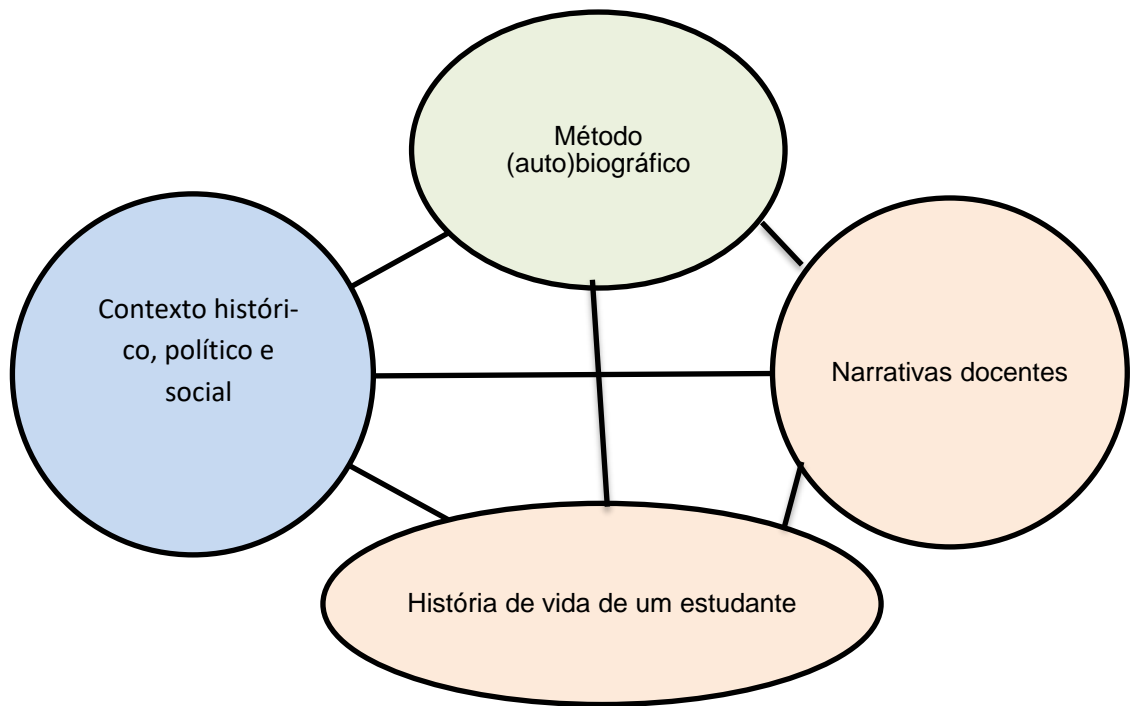 Método
(auto)biográfico
Contexto históri-
co, político e
social
Narrativas docentes
História de vida de um estudante